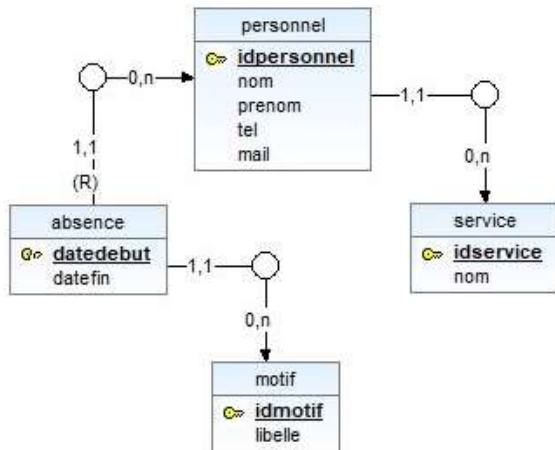 personnel
idpersonnel
nom
prenom
tel
mail
0,n
1,1
1,1
(R)
0,n
absence
datedebut
datefin
service
idservice
nom
1,1
0,n
motif
idmotif
libelle